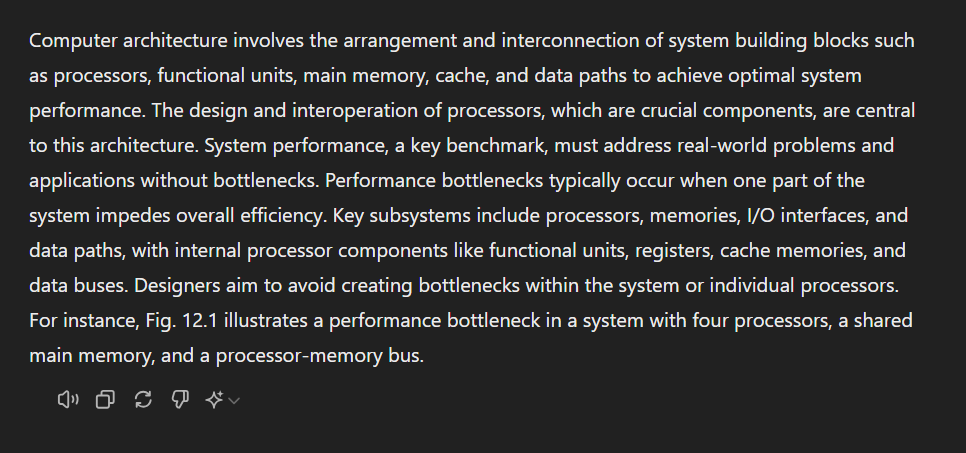 Computer architecture involves the arrangement and interconnection of system building blocks such
as processors, functional units, main memory, cache, and data paths to achieve optimal system
performance. The design and interoperation of processors, which are crucial components, are central
to this architecture. System performance, a key benchmark, must address real-world problems and
applications without bottlenecks. Performance bottlenecks typically occur when one part of the
system impedes overall efficiency. Key subsystems include processors, memories, I/O interfaces, and
data paths, with internal processor components like functional units, registers, cache memories, and
data buses. Designers aim to avoid creating bottlenecks within the system or individual processors.
For instance, Fig. 12.1 illustrates a performance bottleneck in a system with four processors, a shared
main memory, and a processor-memory bus.